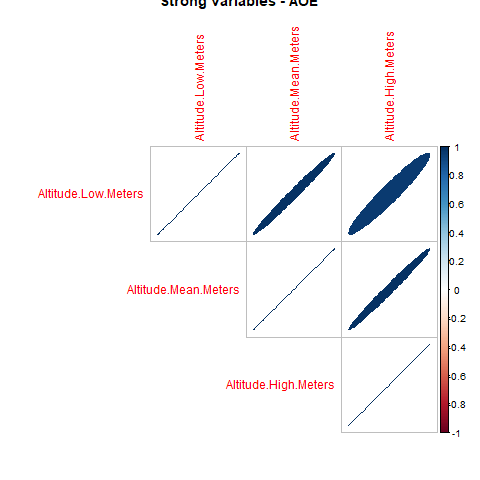 Strong Variables - AOE
Altitude.Low.Meters
Altitude.Mean.Meters
Altitude.High.Meters
Altitude.Low.Meters
Altitude.Mean.Meters
Altitude.High.Meters
1
0.8
0.6
0.4
0.2
0
-0.2
-0.4
-0.6
-0.8
-1